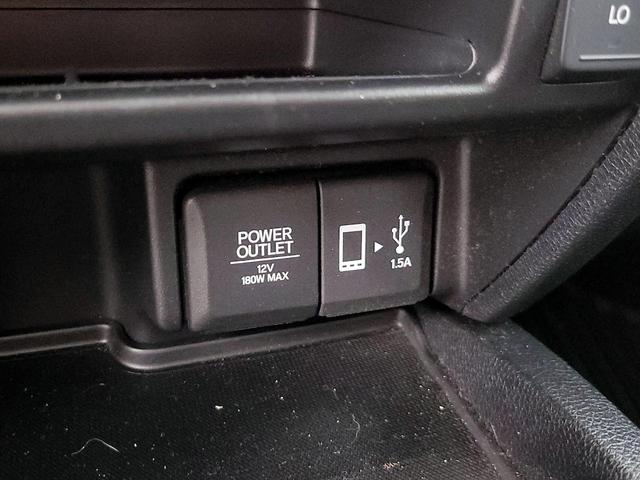 LO
POWER
OUTLET
12V
180W MAX
1.5A